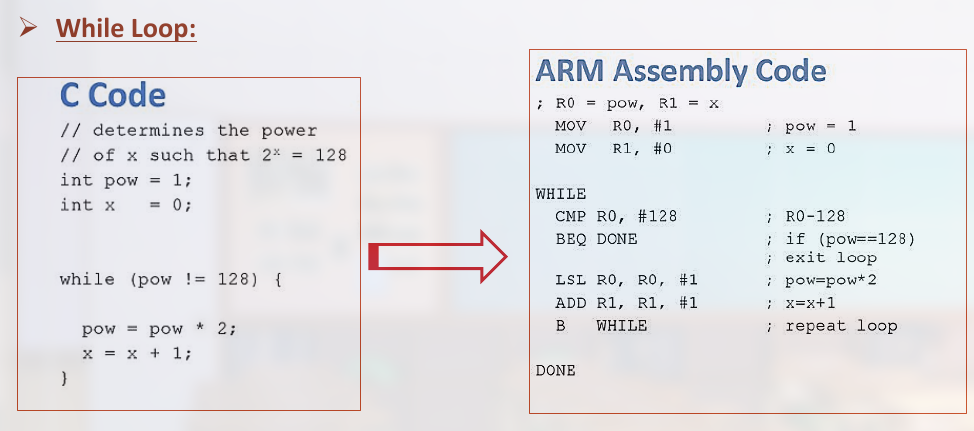 ➢ While Loop:
C Code
// determines the power
// of x such that 2ˣ = 128
int pow = 1;
int x   = 0;
while (pow != 128) {
  pow = pow * 2;
  x = x + 1;
}
ARM Assembly Code
; R0 = pow, R1 = x
  MOV  R0, #1         ; pow = 1
  MOV  R1, #0         ; x = 0
WHILE
  CMP R0, #128        ; R0-128
  BEQ DONE            ; if (pow==128)
                      ; exit loop
  LSL R0, R0, #1      ; pow=pow*2
  ADD R1, R1, #1      ; x=x+1
  B   WHILE           ; repeat loop
DONE